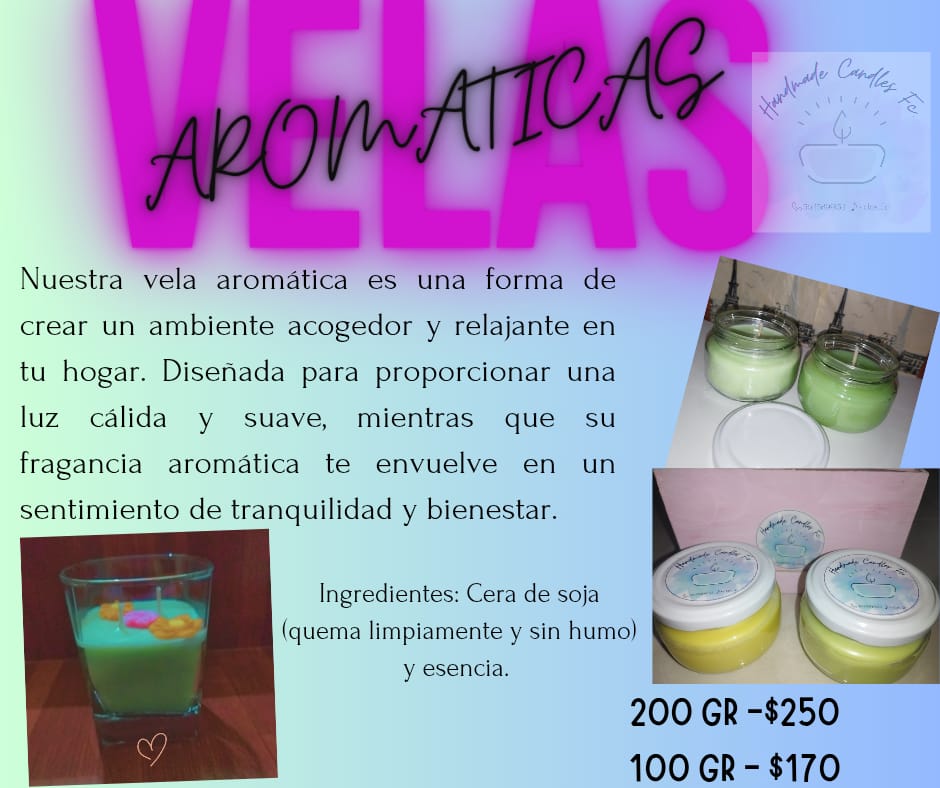 VELAS
AROMATICAS
Handmade Candles Fc
Nuestra vela aromática es una forma de
crear un ambiente acogedor y relajante en
tu hogar. Diseñada para proporcionar una
luz cálida y suave, mientras que su
fragancia aromática te envuelve en un
sentimiento de tranquilidad y bienestar.
Handmade Candles Fc
Handmade Candles Fc
Handmade Candles Fc
Ingredientes: Cera de soja
(quema limpiamente y sin humo)
y esencia.
200 GR -$250
100 GR - $170